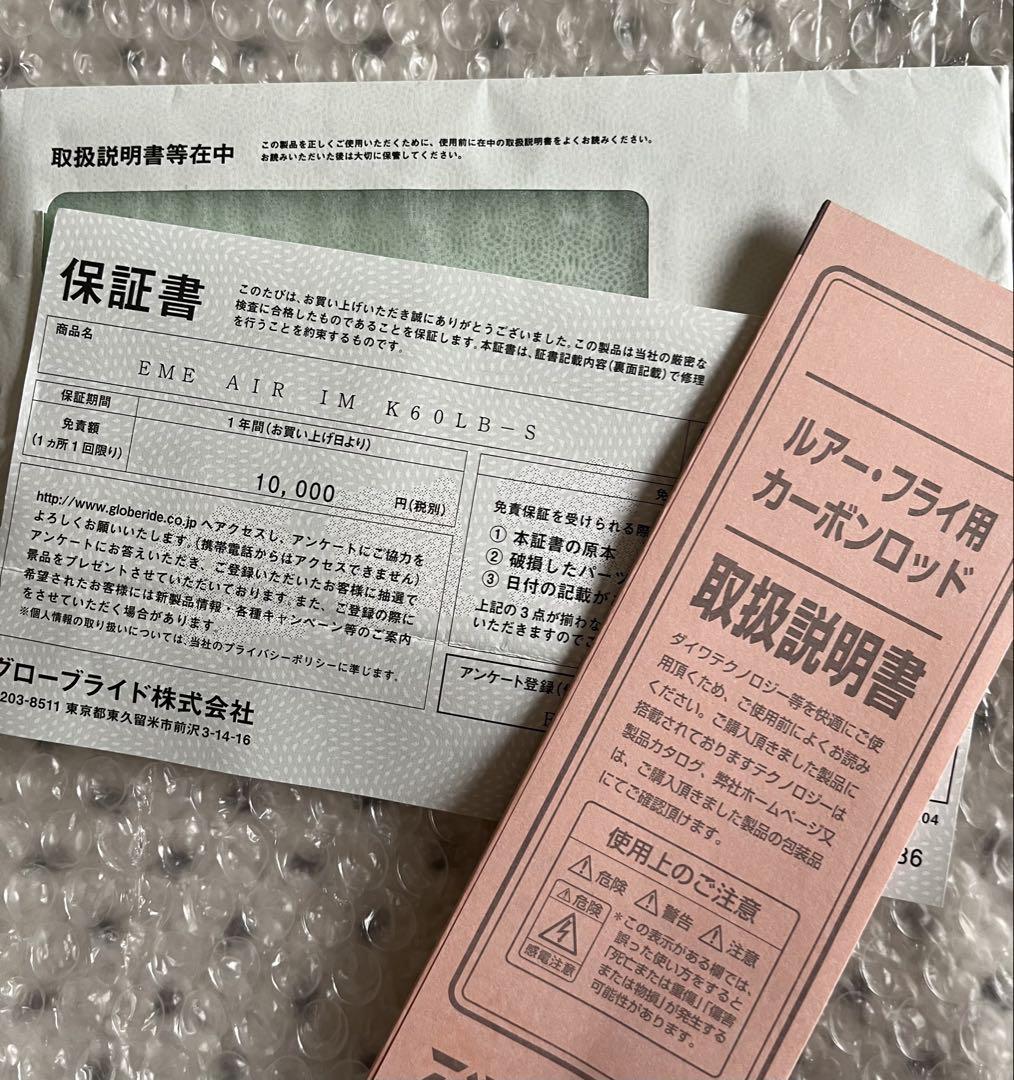 取扱説明書等在中
この製品を正しくご使用いただくために、使用前に在中の取扱説明書をよくお読みください。
お読みいただいた後は大切に保管してください。
保証書
このたびは、お買い上げいただき誠にありがとうございました。この製品は当社の厳密な
検査に合格したものであることを保証します。本証書は、証書記載内容(裏面記載)で修理
を行うことを約束するものです。
商品名
EME AIR IM K60LB-S
保証期間
1年間(お買い上げ日より)
免責額
(1ヵ所1回限り)
10,000
円(税別)
http://www.globeride.co.jp へアクセスし、アンケートにご協力を
よろしくお願いいたします。(携帯電話からはアクセスできません)
アンケートにお答えいただき、ご登録いただいたお客様に抽選で
景品をプレゼントさせていただいております。また、ご登録の際に
希望されたお客様には新製品情報・各種キャンペーン等のご案内
をさせていただく場合があります。
※個人情報の取り扱いについては、当社のプライバシーポリシーに準じます。
グローブライド株式会社
203-8511 東京都東久留米市前沢3-14-16
免
免責保証を受けられる際
① 本証書の原本
② 破損したパーツ
③ 日付の記載が
上記の3点が揃わな
いただきますのでご
アンケート登録
E
04
86
ルアー・フライ用
カーボンロッド
取扱説明書
ダイワテクノロジー等を快適にご使
用頂くため、ご使用前によくお読み
ください。ご購入頂きました製品に
搭載されておりますテクノロジーは
製品カタログ、弊社ホームページ又
は、ご購入頂きました製品の包装品
にてご確認頂けます。
使用上のご注意
⚠危険 ⚠警告 ⚠注意
⚠危険
感電注意
*この表示がある欄では、
誤った使い方をすると
「死亡または重傷」「傷害
または物損」が発生する
可能性があります。